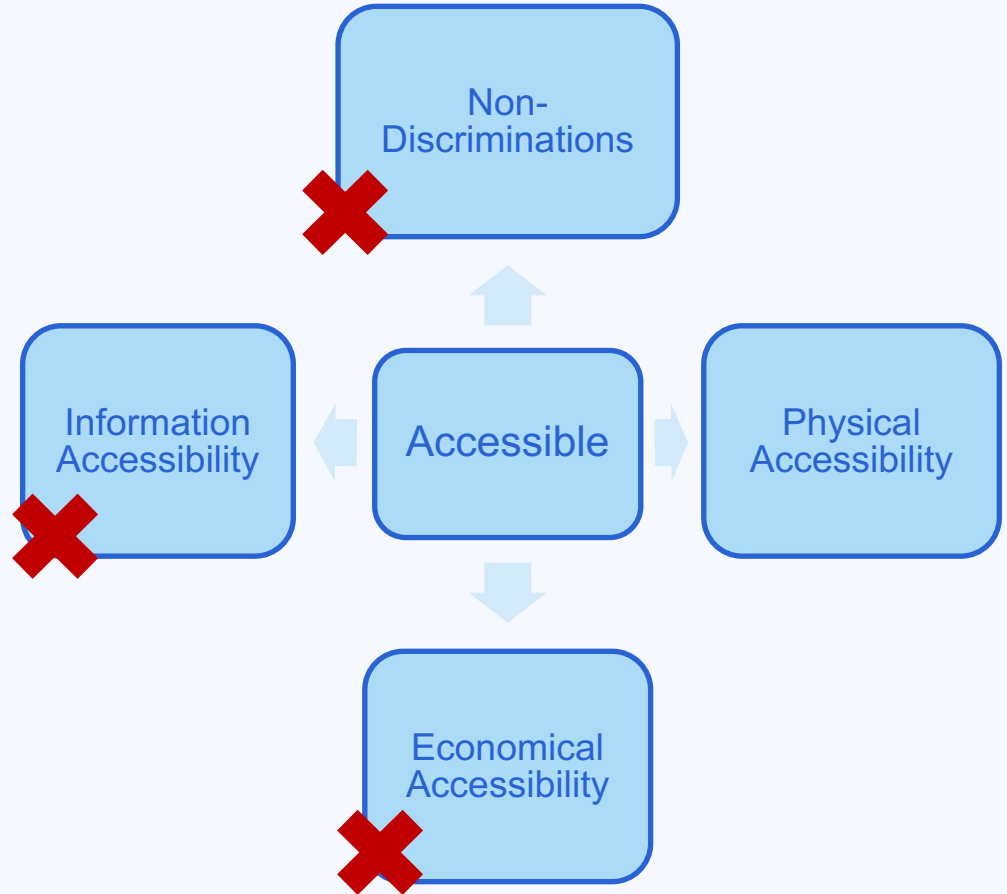 Non-
Discriminations
Information
Accessibility
Accessible
Physical
Accessibility
Economical
Accessibility